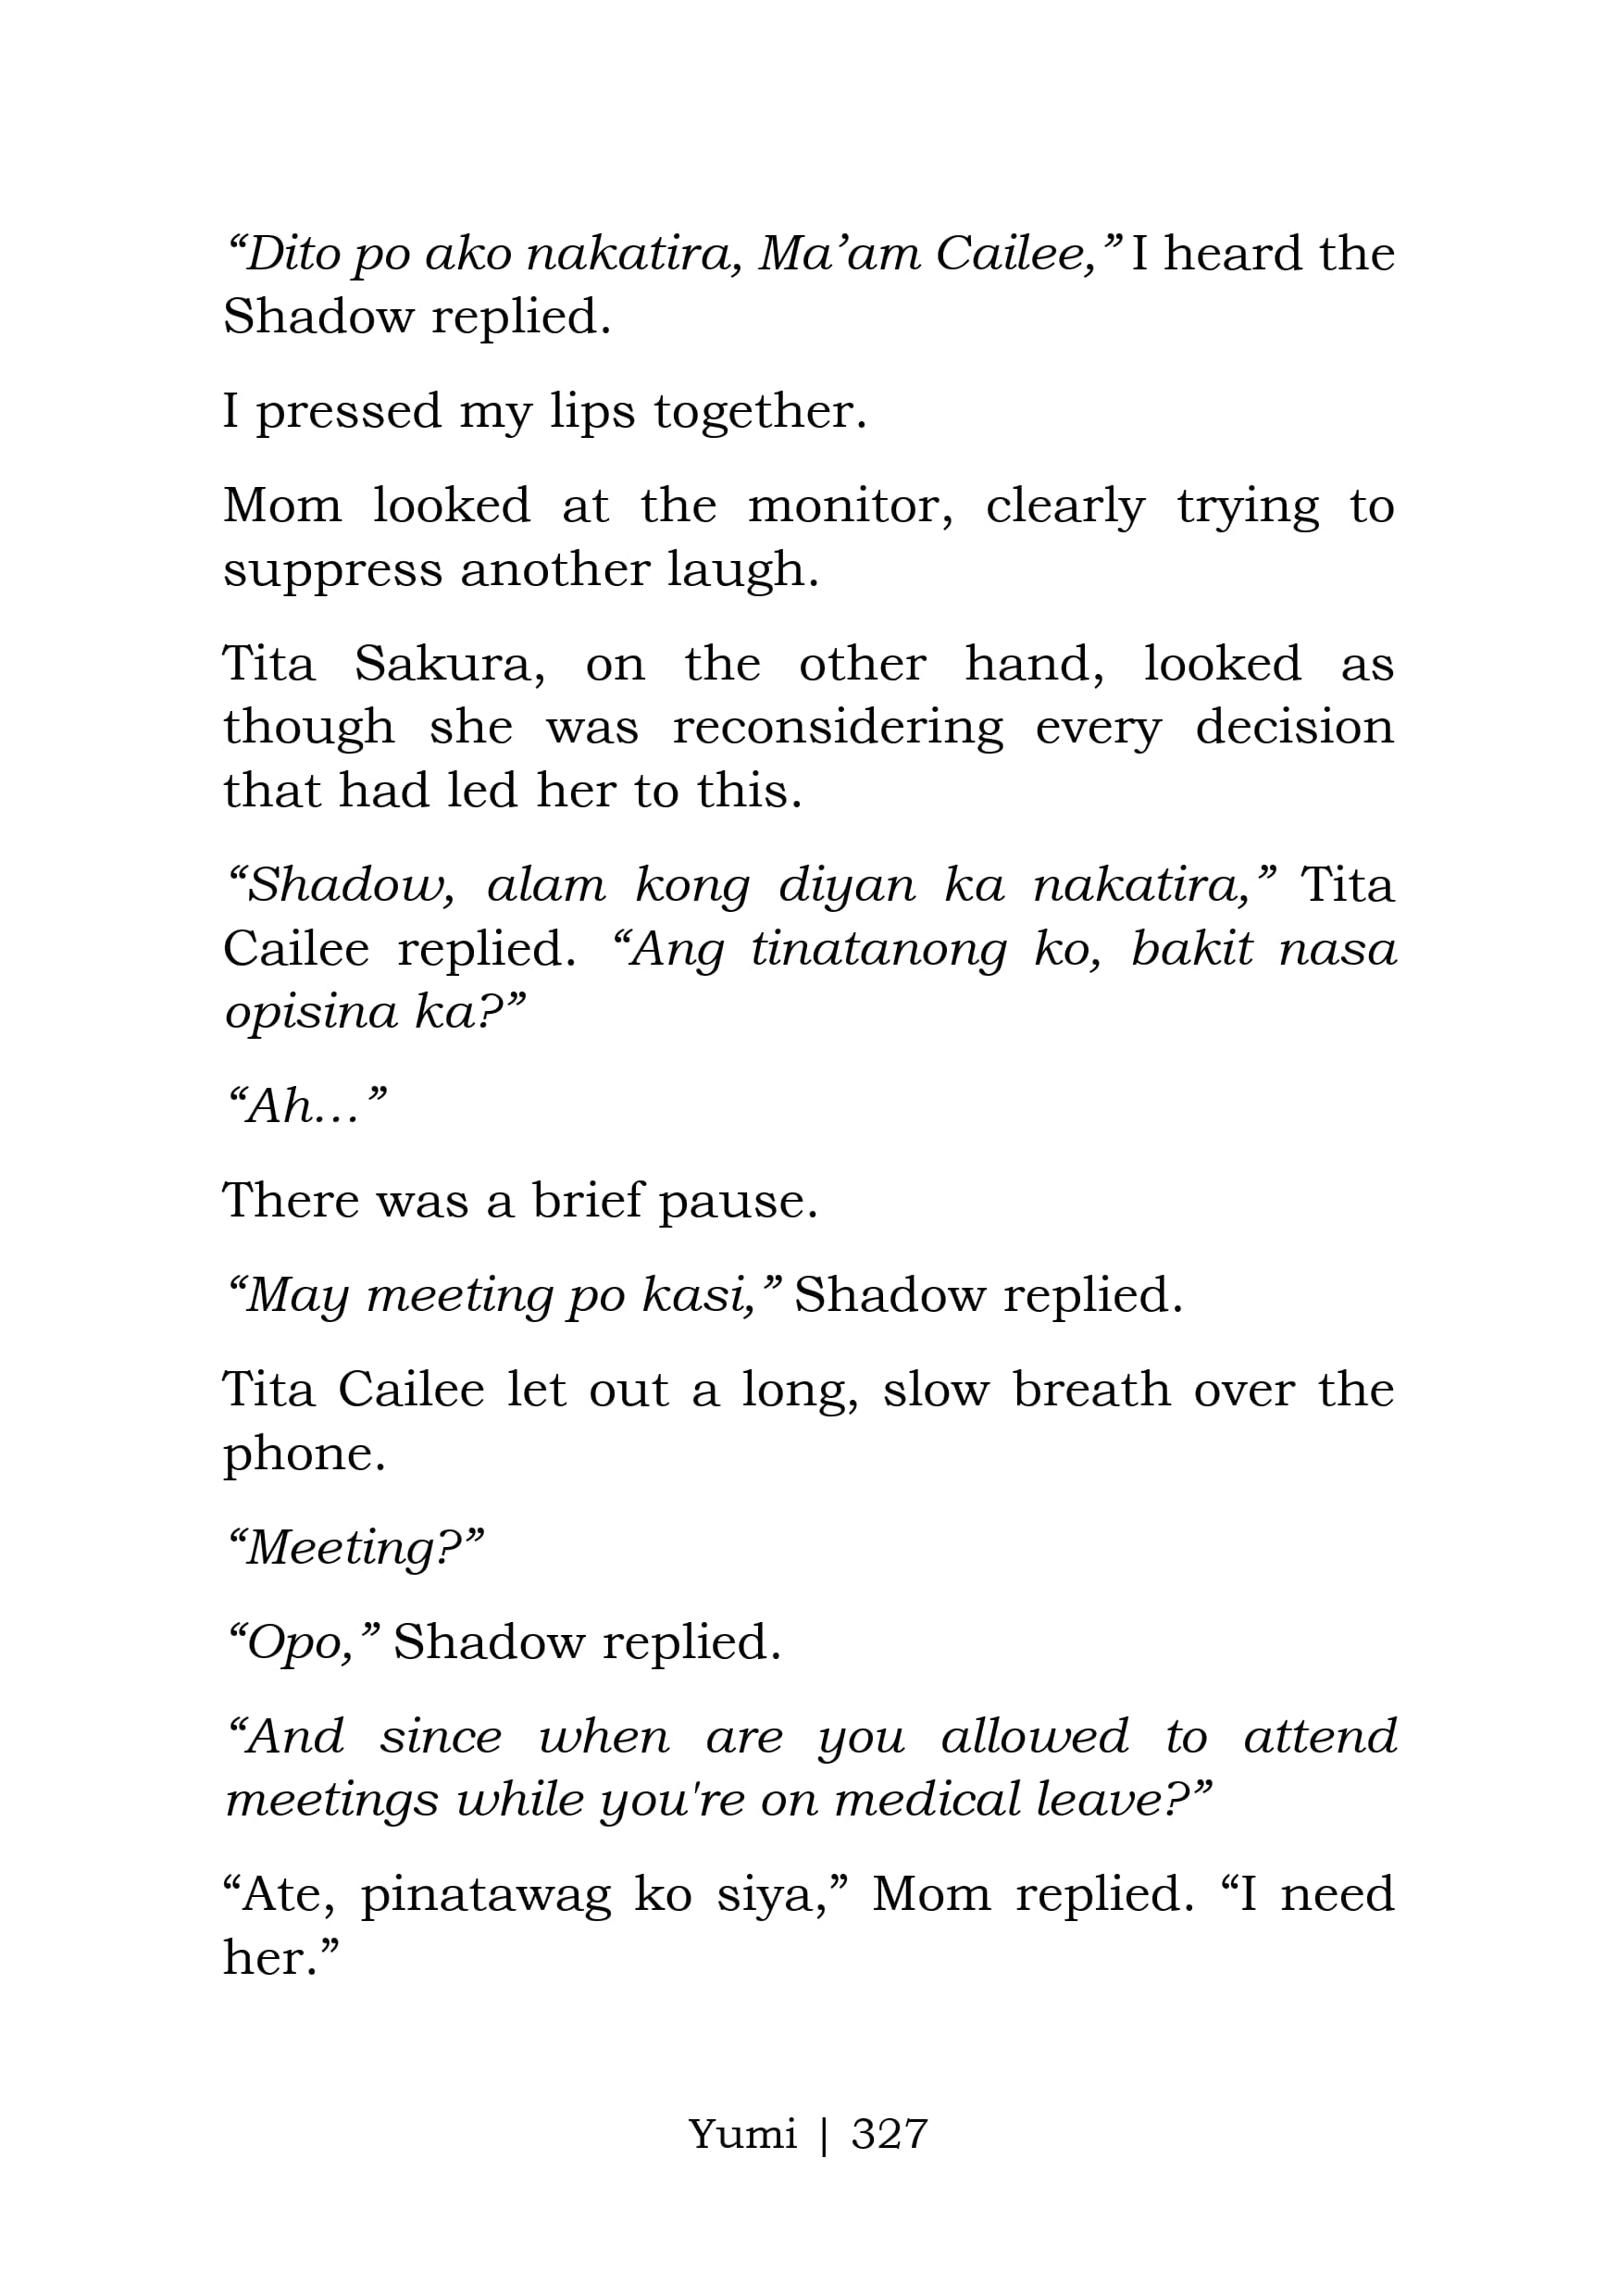 “Dito po ako nakatira, Ma’am Cailee,” I heard the
Shadow replied.
I pressed my lips together.
Mom looked at the monitor, clearly trying to
suppress another laugh.
Tita Sakura, on the other hand, looked as
though she was reconsidering every decision
that had led her to this.
“Shadow, alam kong diyan ka nakatira,” Tita
Cailee replied. “Ang tinatanong ko, bakit nasa
opisina ka?”
“Ah…”
There was a brief pause.
“May meeting po kasi,” Shadow replied.
Tita Cailee let out a long, slow breath over the
phone.
“Meeting?”
“Opo,” Shadow replied.
“And since when are you allowed to attend
meetings while you're on medical leave?”
“Ate, pinatawag ko siya,” Mom replied. “I need
her.”
Yumi | 327